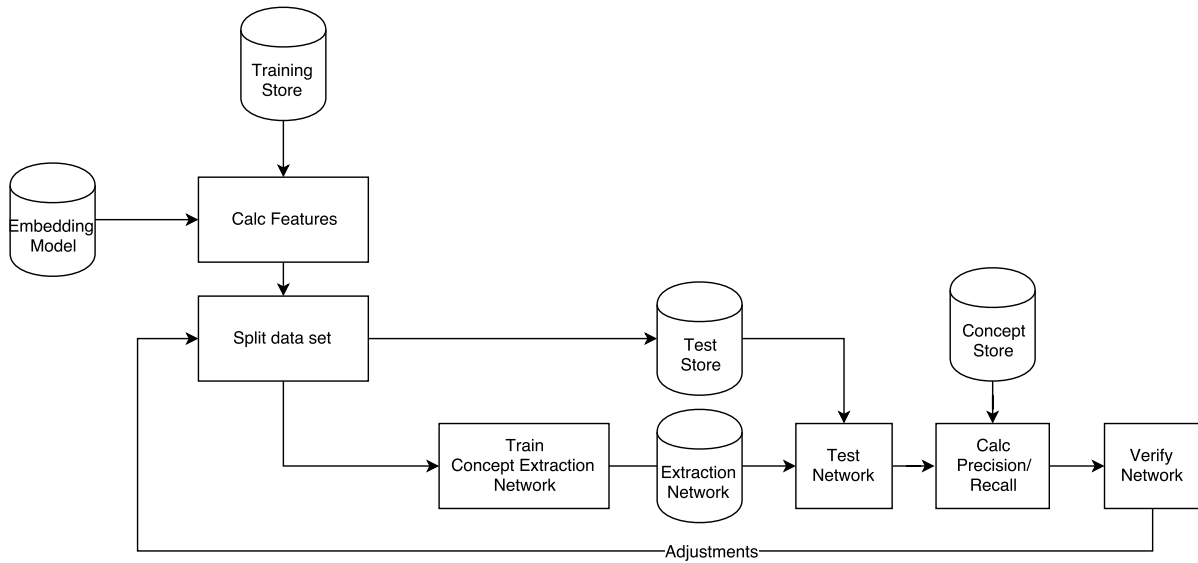 Training
Store
Embedding
Model
Calc Features
Split data set
Test
Store
Concept
Store
Train
Concept Extraction
Network
Extraction
Network
Test
Network
Calc
Precision/
Recall
Verify
Network
Adjustments